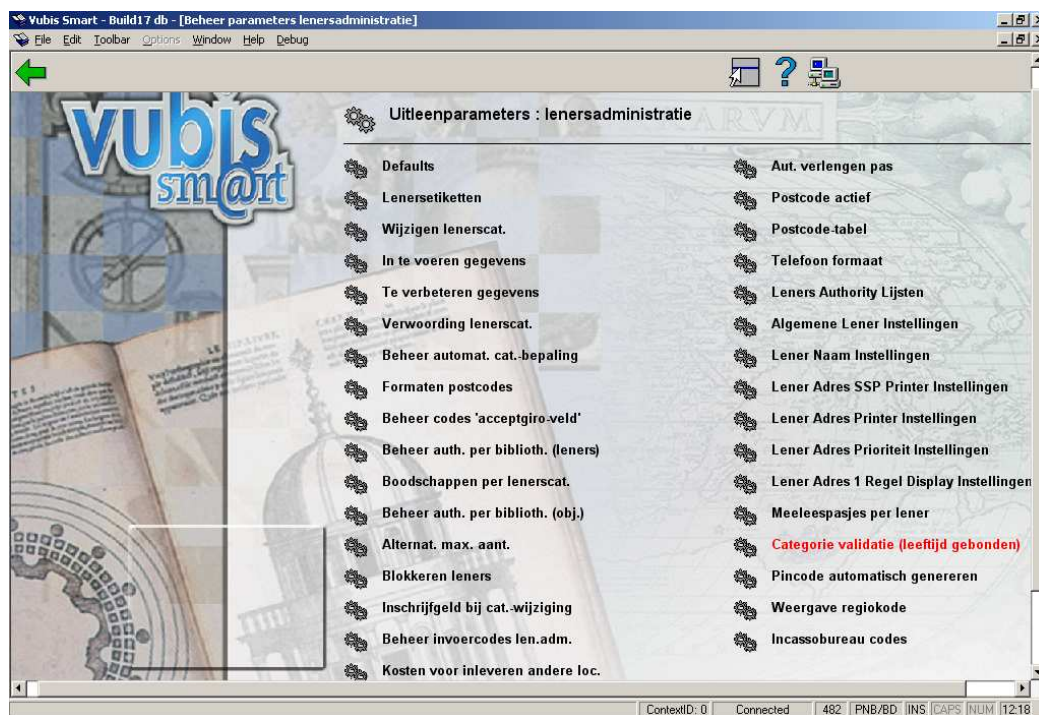 Vubis Smart - Build17 db - [Beheer parameters lenersadministratie]
File Edit Toolbar Options Window Help Debug
vubis
sm@rt
Uitleenparameters : lenersadministratie
Defaults
Lenersetiketten
Wijzigen lenerscat.
In te voeren gegevens
Te verbeteren gegevens
Verwoording lenerscat.
Beheer automat. cat.-bepaling
Formaten postcodes
Beheer codes 'acceptgiro-veld'
Beheer auth. per biblioth. (leners)
Boodschappen per lenerscat.
Beheer auth. per biblioth. (obj.)
Alternat. max. aant.
Blokkeren leners
Inschrijfgeld bij cat.-wijziging
Beheer invoercodes len.adm.
Kosten voor inleveren andere loc.
Aut. verlengen pas
Postcode actief
Postcode-tabel
Telefoon formaat
Leners Authority Lijsten
Algemene Lener Instellingen
Lener Naam Instellingen
Lener Adres SSP Printer Instellingen
Lener Adres Printer Instellingen
Lener Adres Prioriteit Instellingen
Lener Adres 1 Regel Display Instellingen
Meeleespasjes per lener
Categorie validatie (leeftijd gebonden)
Pincode automatisch genereren
Weergave regiokode
Incassobureau codes
ContextID: 0 Connected 482 PNB/BD INS CAPS NUM 12:18